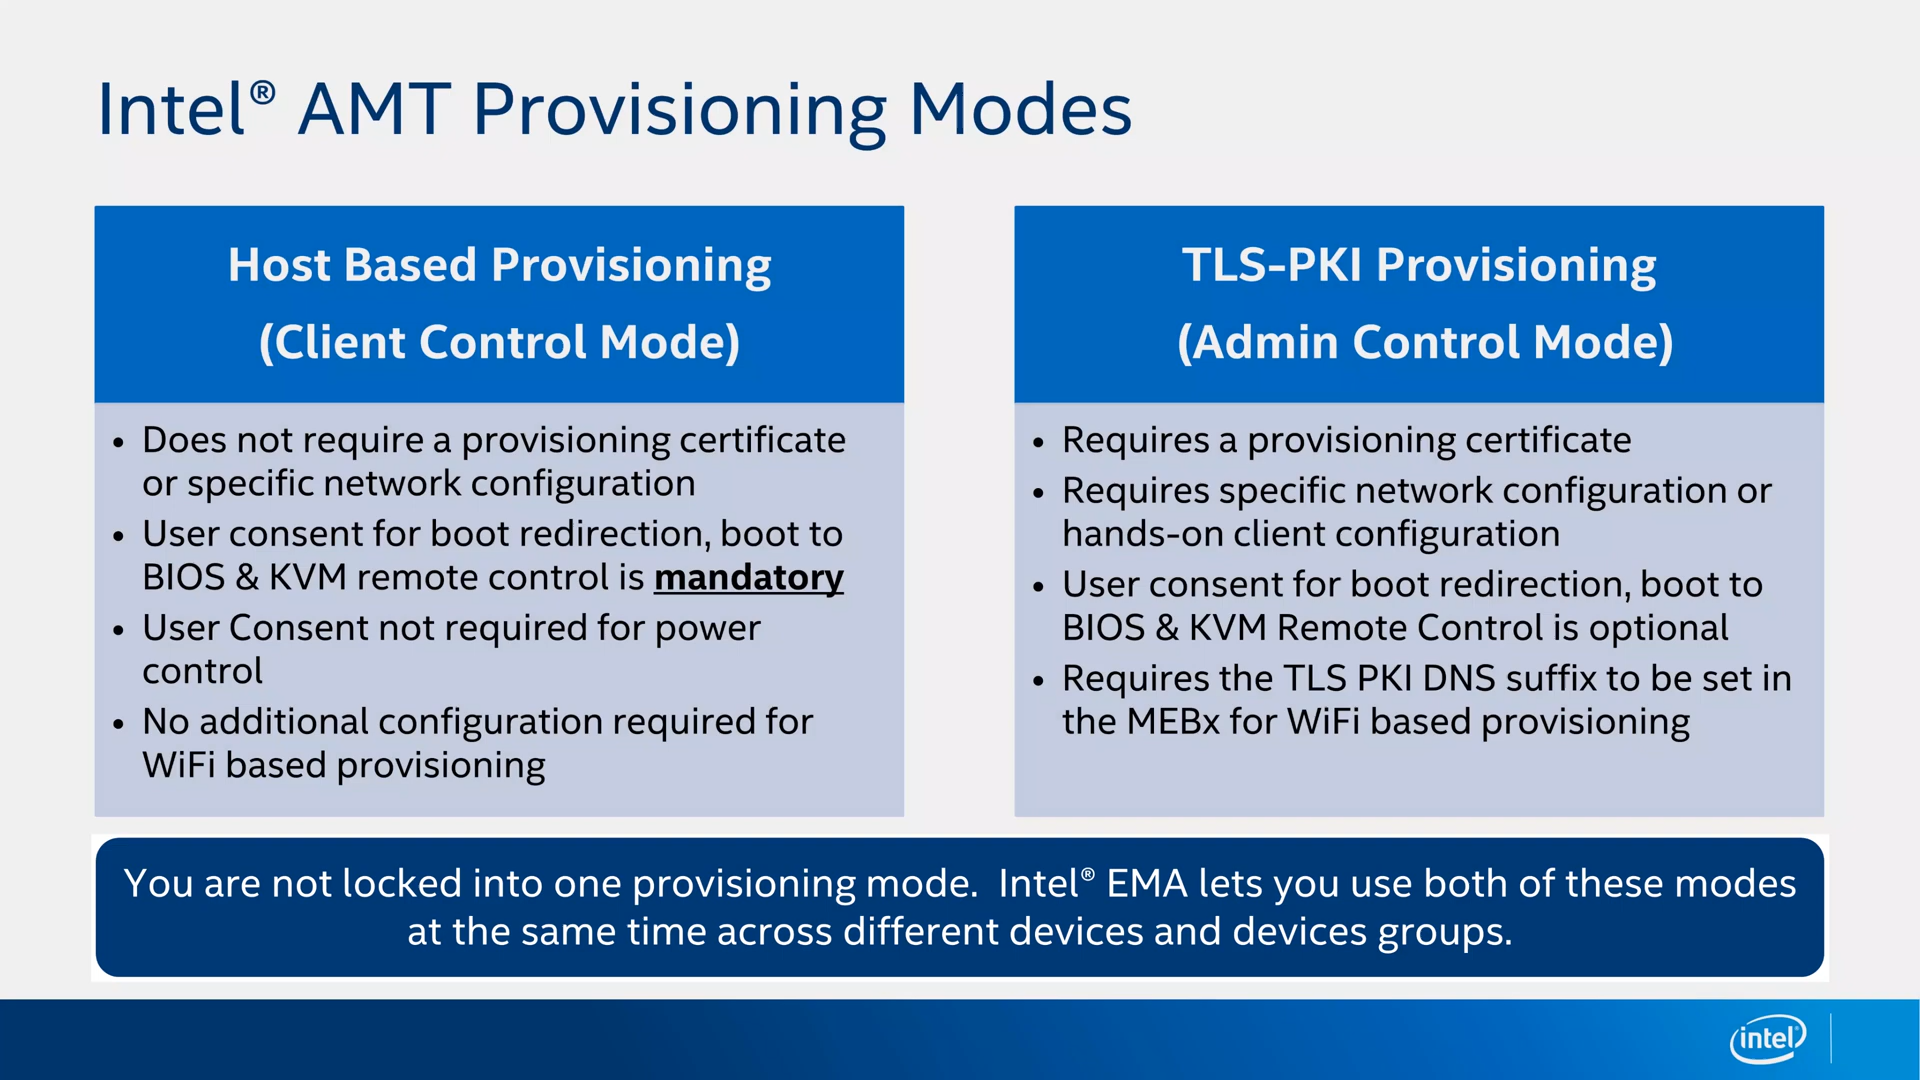 Intel® AMT Provisioning Modes
Host Based Provisioning
(Client Control Mode)
• Does not require a provisioning certificate
or specific network configuration
• User consent for boot redirection, boot to
BIOS & KVM remote control is mandatory
• User Consent not required for power
control
• No additional configuration required for
WiFi based provisioning
TLS-PKI Provisioning
(Admin Control Mode)
• Requires a provisioning certificate
• Requires specific network configuration or
hands-on client configuration
• User consent for boot redirection, boot to
BIOS & KVM Remote Control is optional
• Requires the TLS PKI DNS suffix to be set in
the MEBx for WiFi based provisioning
You are not locked into one provisioning mode.  Intel® EMA lets you use both of these modes
at the same time across different devices and devices groups.
intel®